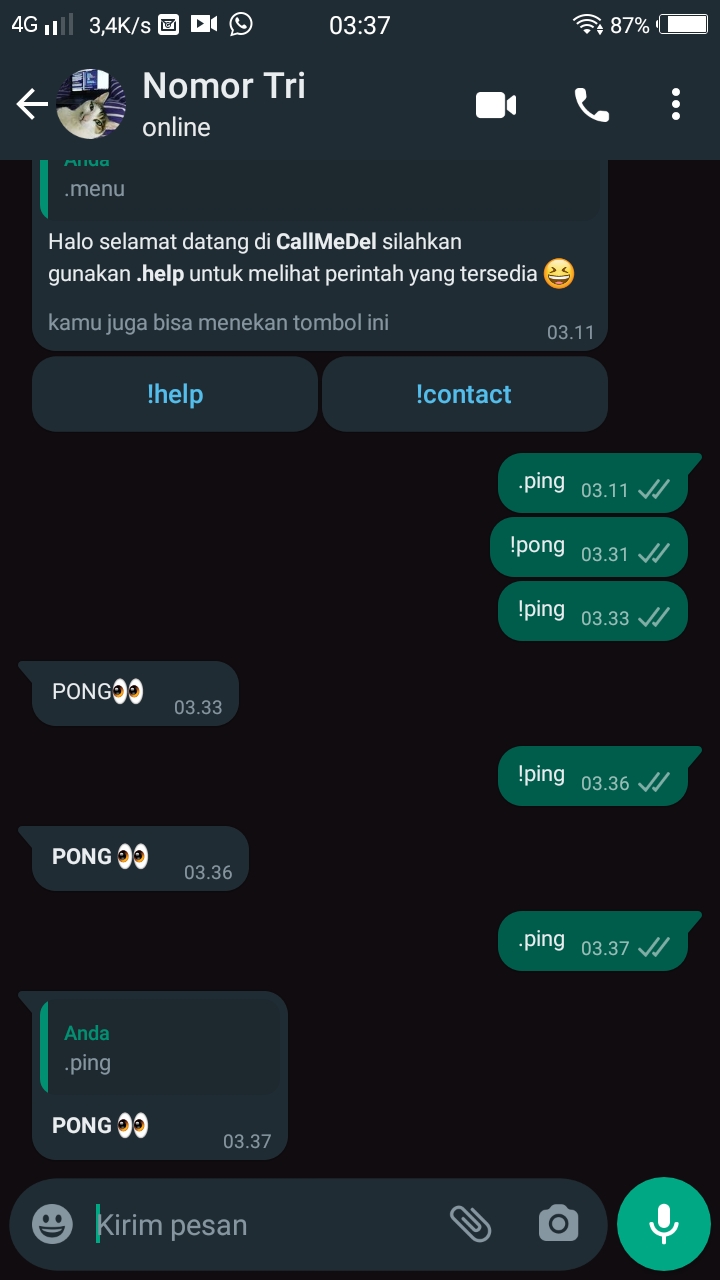 4G 3,4K/s 03:37 87%
Nomor Tri
online
Anda
.menu
Halo selamat datang di CallMeDel silahkan
gunakan .help untuk melihat perintah yang tersedia 😆
kamu juga bisa menekan tombol ini
03.11
!help !contact
.ping 03.11
!pong 03.31
!ping 03.33
PONG👀 03.33
!ping 03.36
PONG 👀 03.36
.ping 03.37
Anda
.ping
PONG 👀 03.37
Kirim pesan